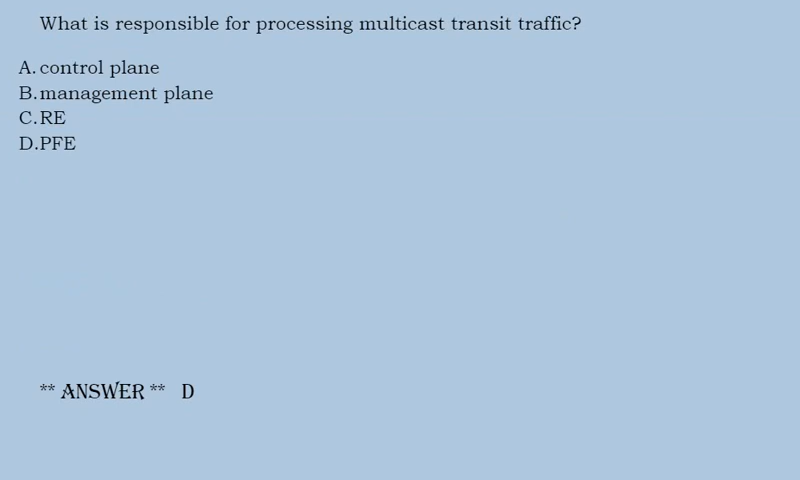 What is responsible for processing multicast transit traffic?
A. control plane
B. management plane
C. RE
D. PFE
** ANSWER ** D